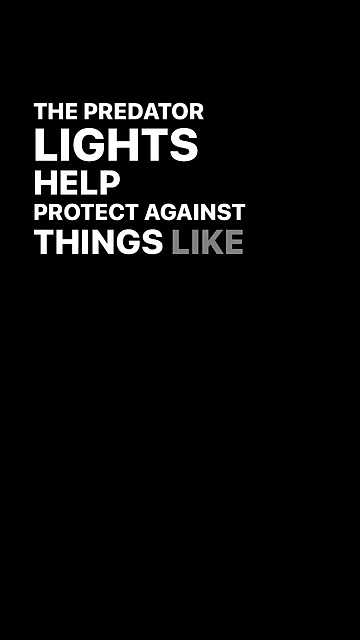 THE PREDATOR
LIGHTS
HELP
PROTECT AGAINST
THINGS LIKE